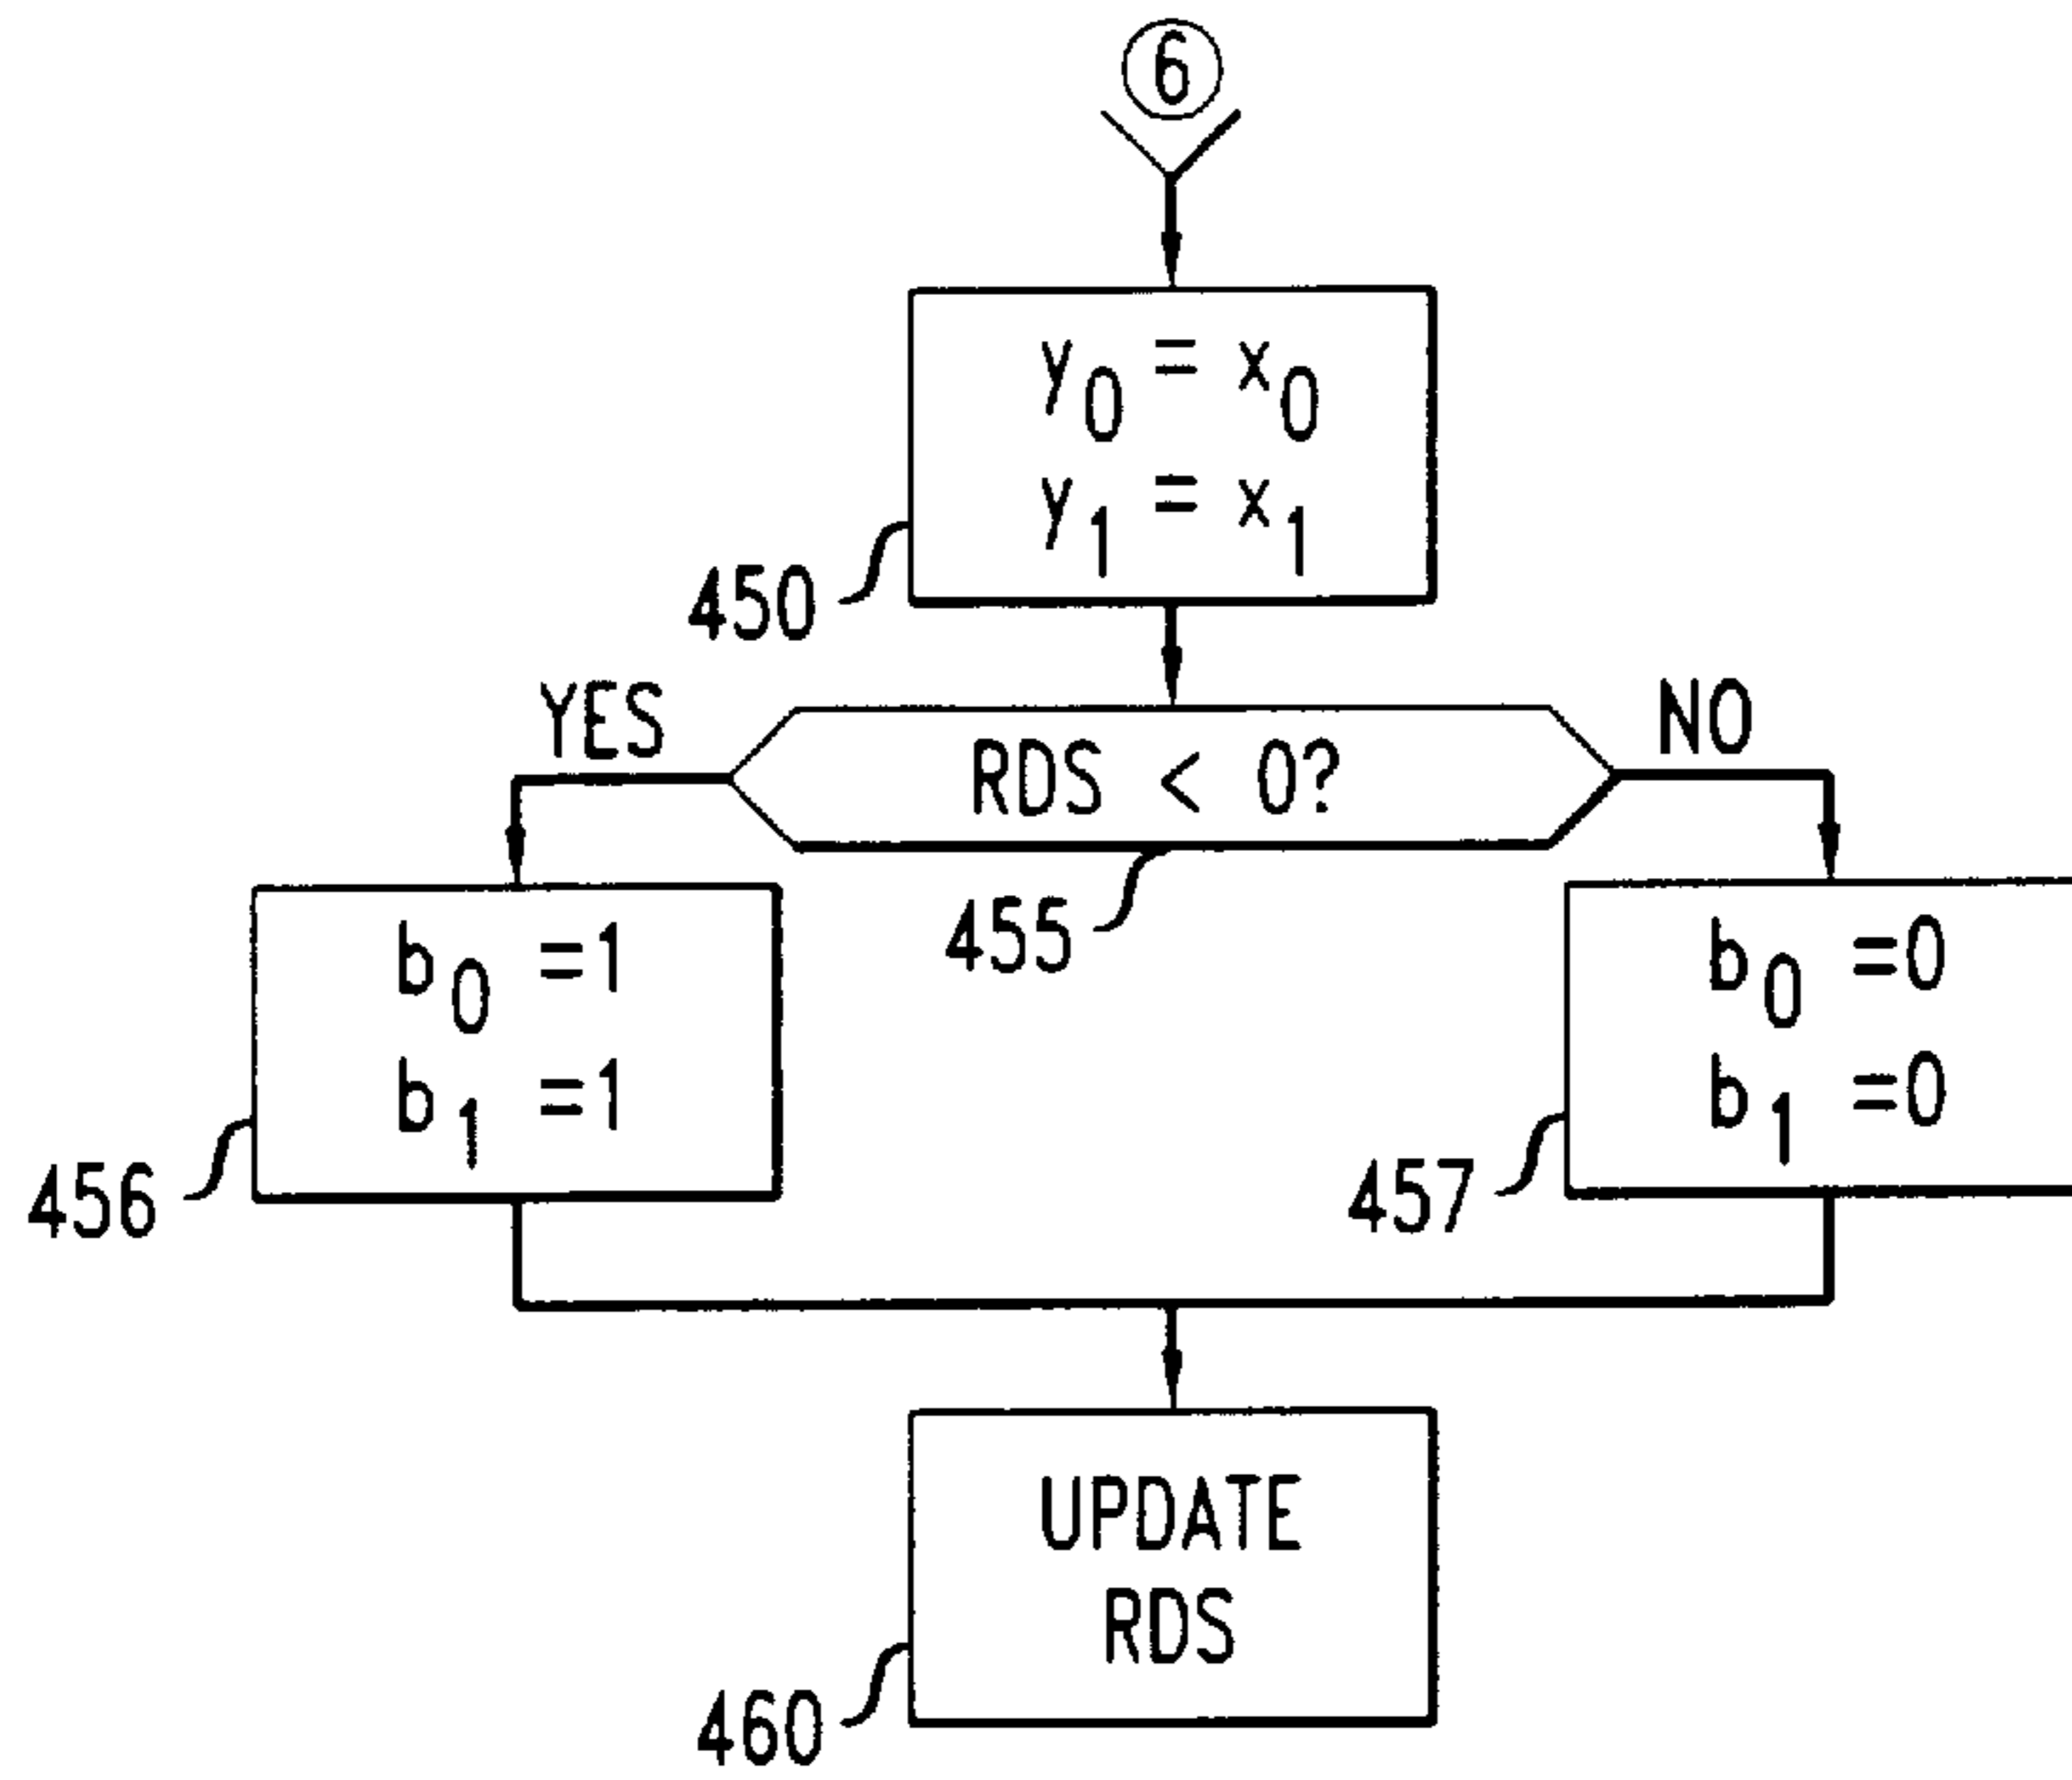 6
y0 = x0
y1 = x1
450
YES
NO
RDS < 0?
455
b0 =1
b1 =1
456
b0 =0
b1 =0
457
UPDATE
RDS
460